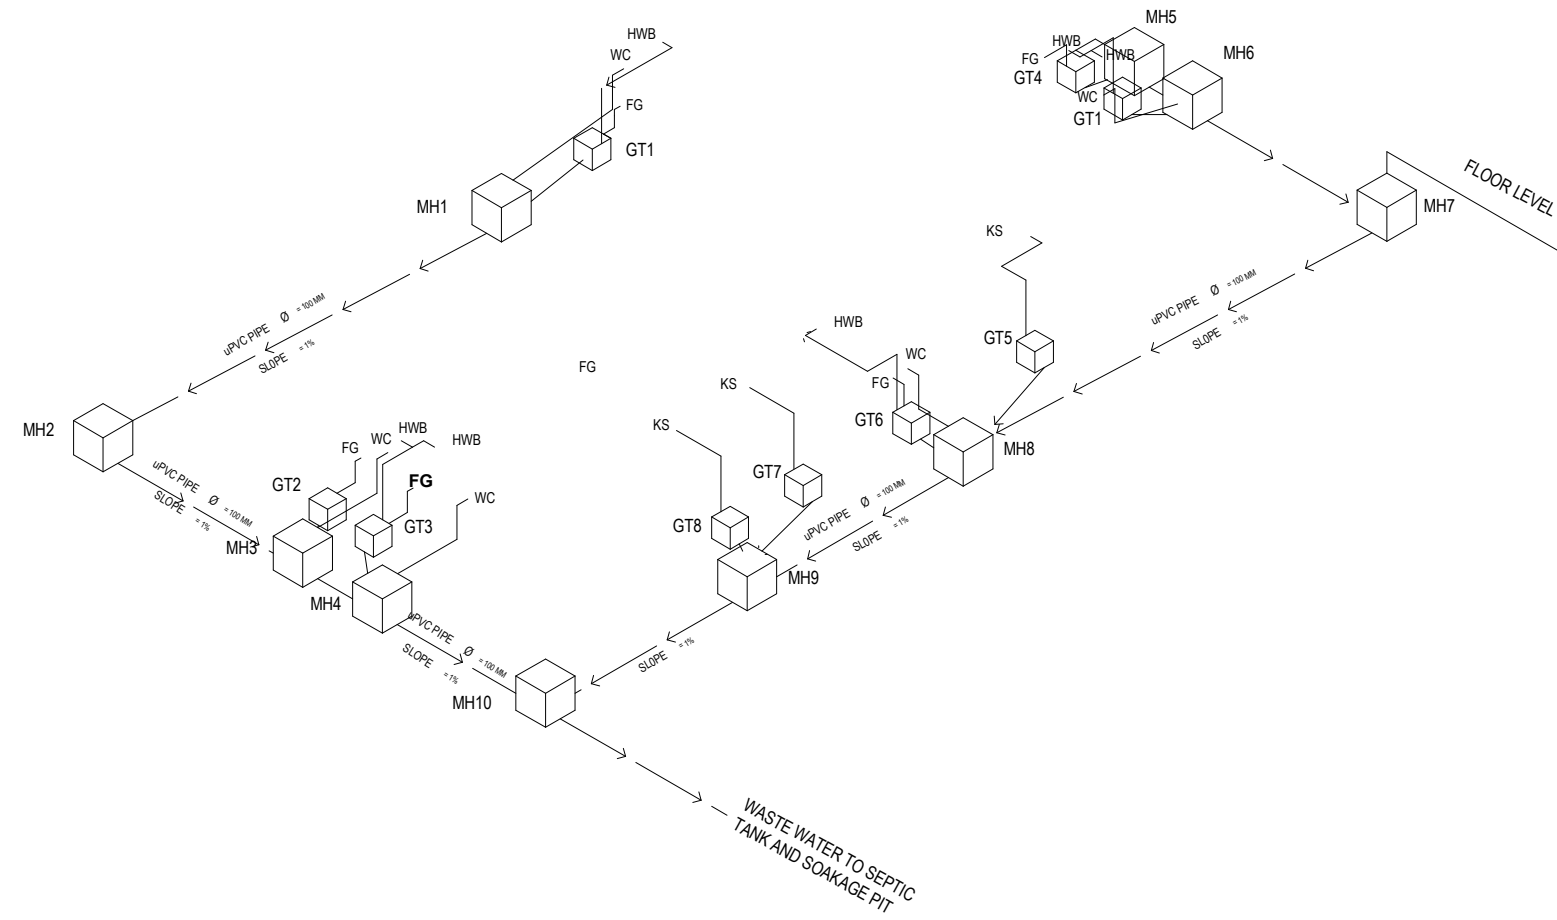 MH5
HWB
WC
HWB
HWB
FG
MH6
FG
GT4
WC
GT1
FG
GT1
FLOOR LEVEL
MH1
MH7
KS
uPVC PIPE Ø = 100 MM
SLOPE = 1%
uPVC PIPE Ø = 100 MM
SLOPE = 1%
HWB
GT5
WC
FG
KS
FG
GT6
KS
MH2
HWB
WC
HWB
FG
MH8
uPVC PIPE Ø = 100 MM
SLOPE = 1%
GT7
FG
GT2
WC
GT3
GT8
uPVC PIPE Ø = 100 MM
SLOPE = 1%
MH3
MH9
MH4
uPVC PIPE Ø = 100 MM
SLOPE = 1%
SLOPE = 1%
MH10
WASTE WATER TO SEPTIC
TANK AND SOAKAGE PIT